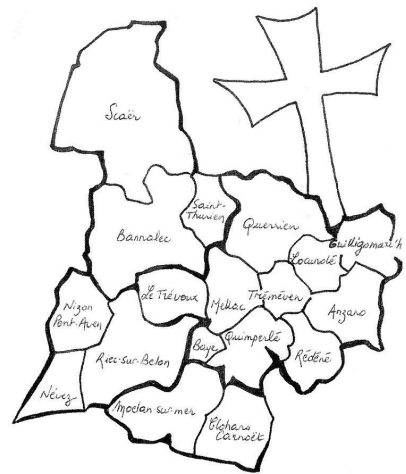 Scaër
Saint-
Thurien
Querrien
Bannalec
Guilligomarc'h
Locunolé
Le Trévoux
Mellac
Tréméven
Arzano
Nizon
Pont-Aven
Baye
Quimperlé
Riec-sur-Belon
Rédéné
Névez
Moëlan-sur-mer
Clohars
Carnoët